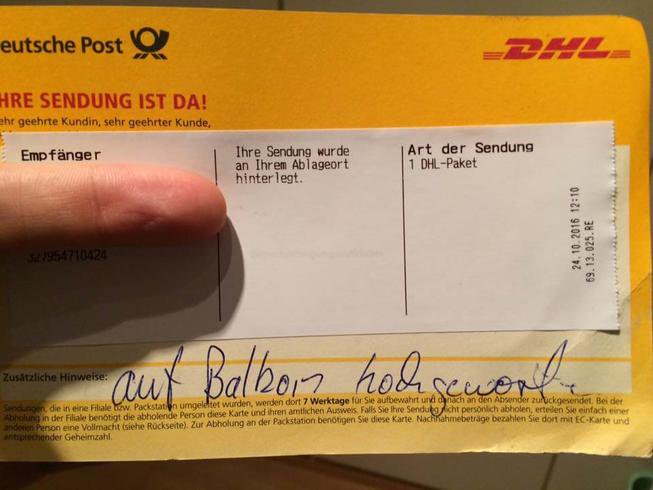 eutsche Post
DHL
HRE SENDUNG IST DA!
ehr geehrte Kundin, sehr geehrter Kunde,
Empfänger
327954710424
Ihre Sendung wurde
an Ihrem Ablageort
hinterlegt.
Art der Sendung
1 DHL-Paket
24.10.2016 12:10
69.13.025.RE
Zusätzliche Hinweise:
auf Balkon hochgeworfen
Sendungen, die in eine Filiale bzw. Packstation umgeleitet wurden, werden dort 7 Werktage für Sie aufbewahrt und danach an den Absender zurückgesendet. Bei der
Abholung in der Filiale benötigt die abholende Person diese Karte und ihren amtlichen Ausweis. Falls Sie Ihre Sendung nicht persönlich abholen, erteilen Sie einfach einer
anderen Person eine Vollmacht (siehe Rückseite). Zur Abholung an der Packstation benötigen Sie diese Karte. Nachnahmebeträge bezahlen Sie dort mit EC-Karte und
entsprechender Geheimzahl.